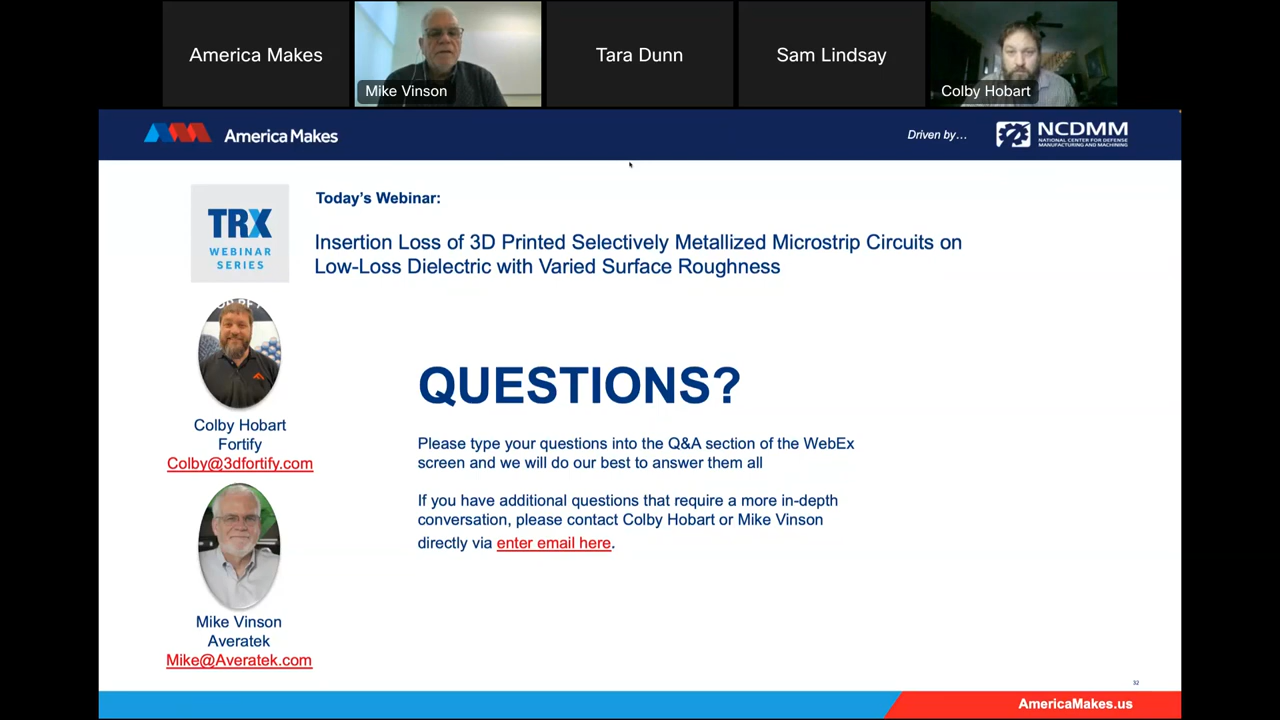 America Makes
Mike Vinson
Tara Dunn
Sam Lindsay
Colby Hobart
America Makes
Driven by...
NCDMM
NATIONAL CENTER FOR DEFENSE
MANUFACTURING AND MACHINING
TRX
WEBINAR
SERIES
Today's Webinar:
Insertion Loss of 3D Printed Selectively Metallized Microstrip Circuits on
Low-Loss Dielectric with Varied Surface Roughness
Colby Hobart
Fortify
Colby@3dfortify.com
QUESTIONS?
Please type your questions into the Q&A section of the WebEx
screen and we will do our best to answer them all
If you have additional questions that require a more in-depth
conversation, please contact Colby Hobart or Mike Vinson
directly via enter email here.
Mike Vinson
Averatek
Mike@Averatek.com
32
AmericaMakes.us